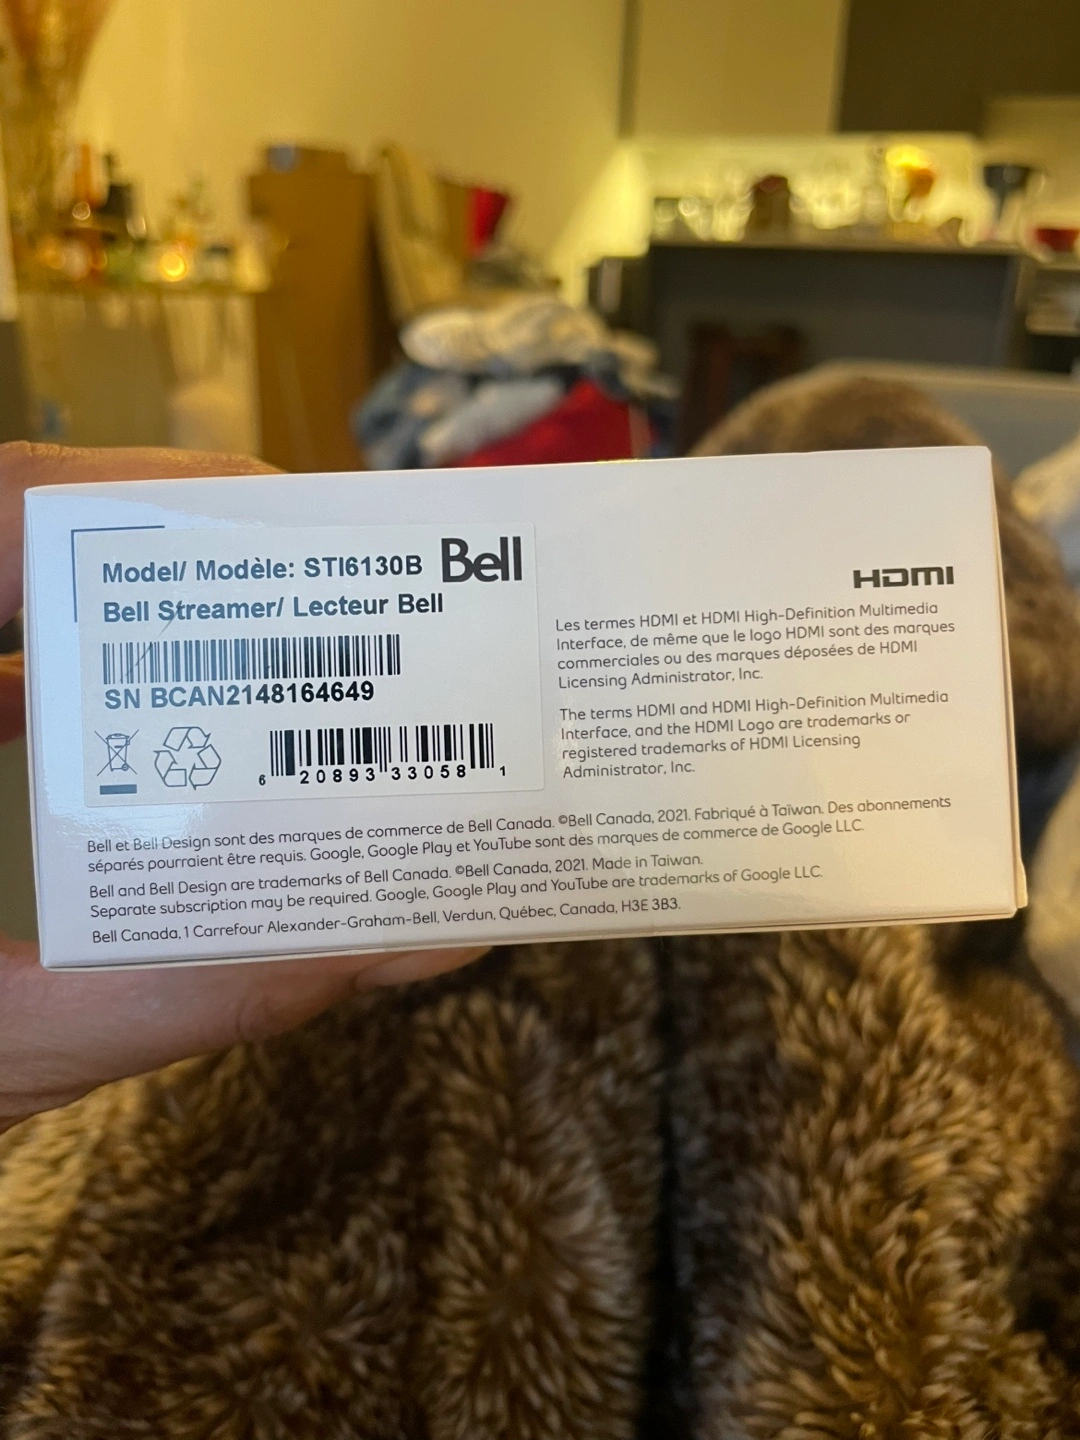 Model/ Modèle: STI6130B Bell
Bell Streamer/ Lecteur Bell
SN BCAN2148164649
6 20893 33058 1
HDMI
Les termes HDMI et HDMI High-Definition Multimedia
Interface, de même que le logo HDMI sont des marques
commerciales ou des marques déposées de HDMI
Licensing Administrator, Inc.
The terms HDMI and HDMI High-Definition Multimedia
Interface, and the HDMI Logo are trademarks or
registered trademarks of HDMI Licensing
Administrator, Inc.
Bell et Bell Design sont des marques de commerce de Bell Canada. ©Bell Canada, 2021. Fabriqué à Taïwan. Des abonnements
séparés pourraient être requis. Google, Google Play et YouTube sont des marques de commerce de Google LLC.
Bell and Bell Design are trademarks of Bell Canada. ©Bell Canada, 2021. Made in Taiwan.
Separate subscription may be required. Google, Google Play and YouTube are trademarks of Google LLC.
Bell Canada, 1 Carrefour Alexander-Graham-Bell, Verdun, Québec, Canada, H3E 3B3.